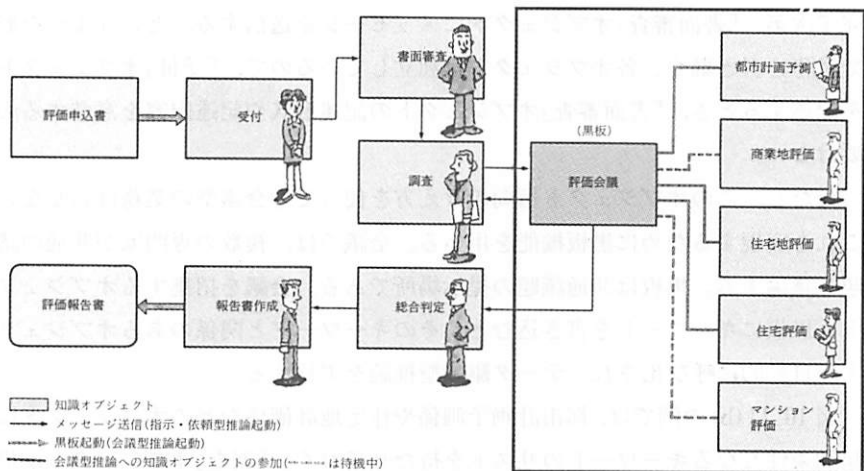 評価申込書
受付
書面審査
調査
(黒板)
評価会議
都市計画予測
商業地評価
住宅地評価
住宅評価
マンション
評価
総合判定
報告書作成
評価報告書
知識オブジェクト
メッセージ送信(指示・依頼型推論起動)
黒板起動(会議型推論起動)
会議型推論への知識オブジェクトの参加(-----は待機中)